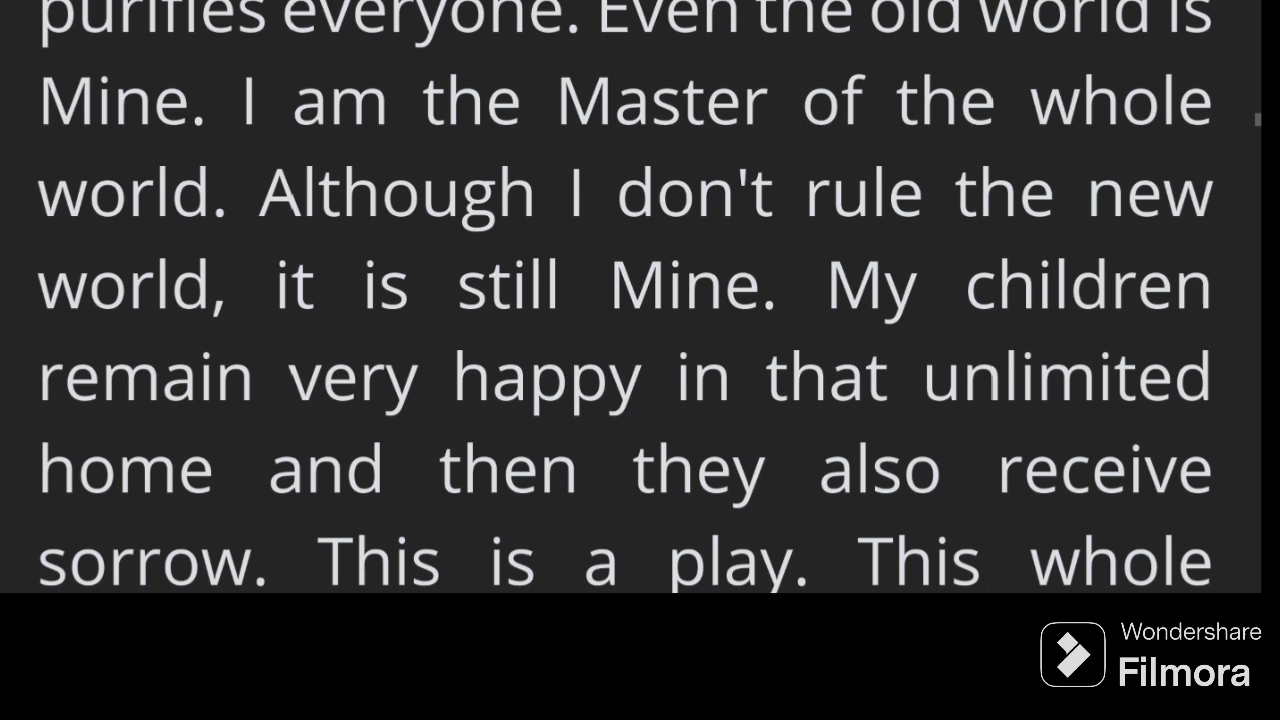 purifies everyone. Even the old world is
Mine. I am the Master of the whole
world. Although I don't rule the new
world, it is still Mine. My children
remain very happy in that unlimited
home and then they also receive
sorrow. This is a play. This whole
Wondershare
Filmora